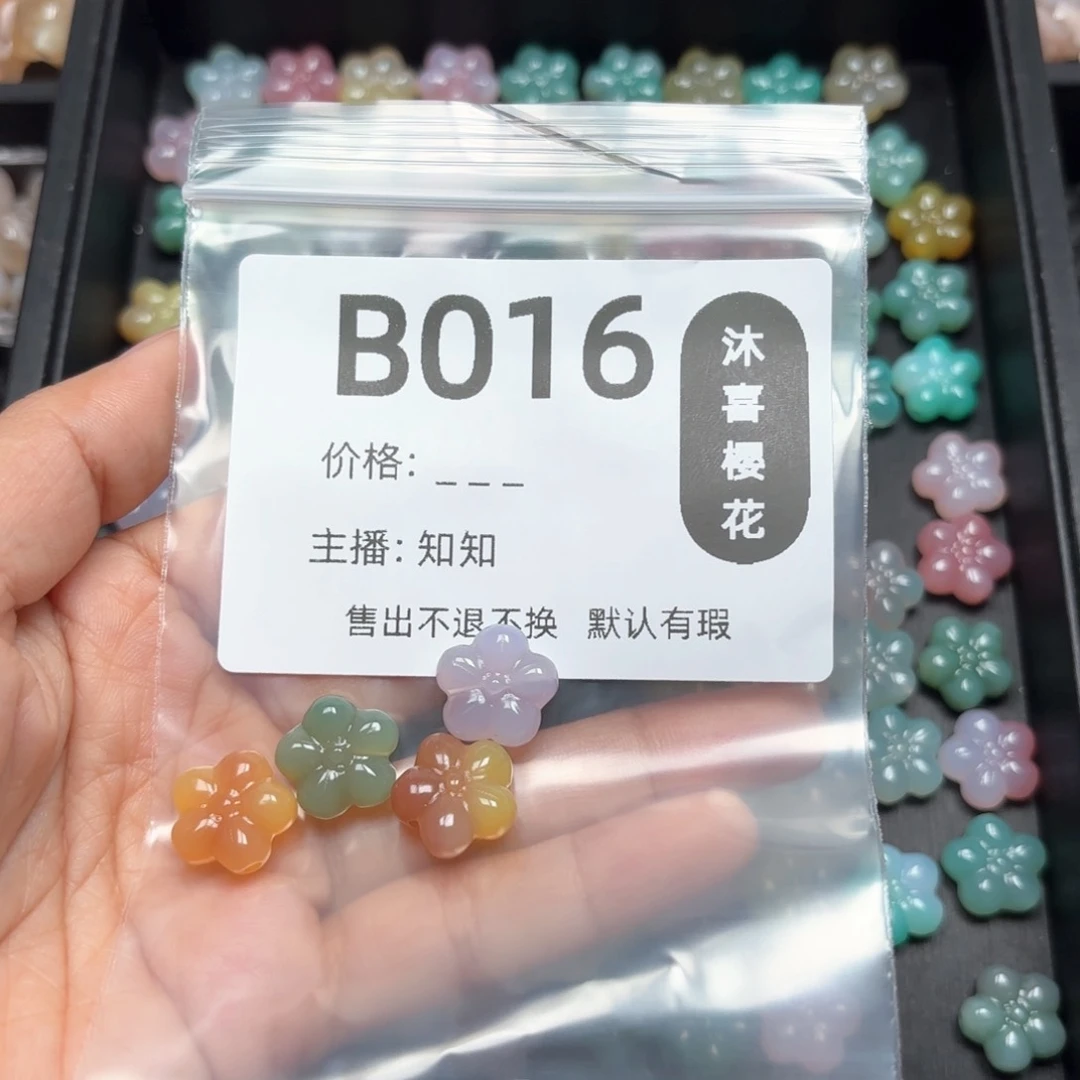 B016
沐喜樱花
价格: _ _ _
主播: 知知
售出不退不换 默认有瑕